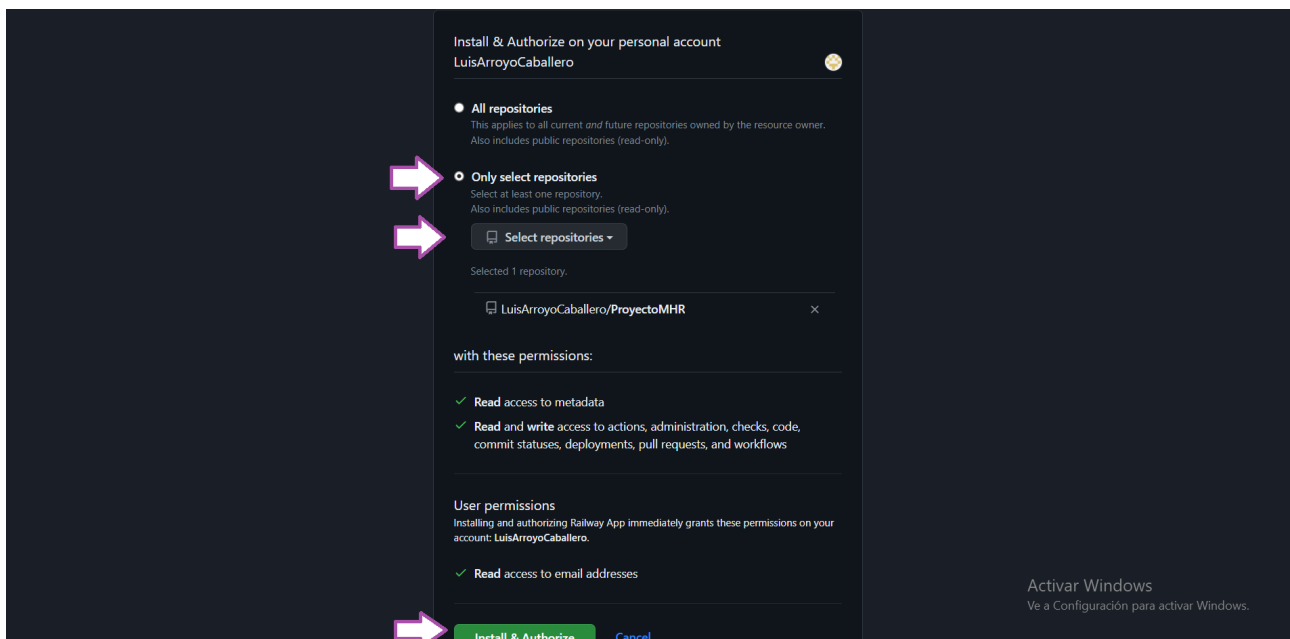 Install & Authorize on your personal account
LuisArroyoCaballero
All repositories
This applies to all current and future repositories owned by the resource owner.
Also includes public repositories (read-only).
Only select repositories
Select at least one repository.
Also includes public repositories (read-only).
Select repositories
Selected 1 repository.
LuisArroyoCaballero/ProyectoMHR
with these permissions:
Read access to metadata
Read and write access to actions, administration, checks, code,
commit statuses, deployments, pull requests, and workflows
User permissions
Installing and authorizing Railway App immediately grants these permissions on your
account: LuisArroyoCaballero.
Read access to email addresses
Install & Authorize Cancel
Activar Windows
Ve a Configuración para activar Windows.